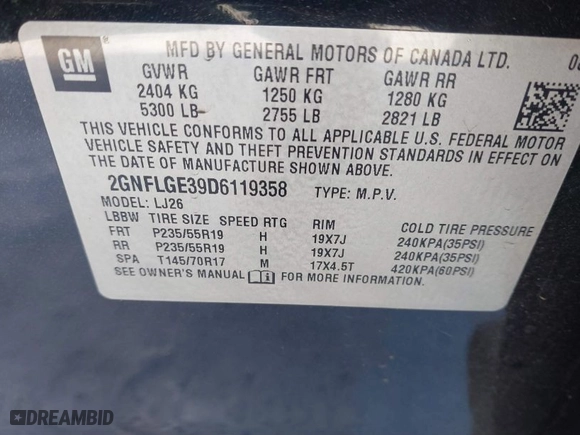 GM ®
MFD BY GENERAL MOTORS OF CANADA LTD.
GVWR GAWR FRT GAWR RR
2404 KG 1250 KG 1280 KG
5300 LB 2755 LB 2821 LB
THIS VEHICLE CONFORMS TO ALL APPLICABLE U.S. FEDERAL MOTOR
VEHICLE SAFETY AND THEFT PREVENTION STANDARDS IN EFFECT ON
THE DATE OF MANUFACTURE SHOWN ABOVE.
2GNFLGE39D6119358 TYPE: M.P.V.
MODEL: LJ26
LBBW TIRE SIZE SPEED RTG RIM COLD TIRE PRESSURE
FRT P235/55R19 H 19X7J 240KPA(35PSI)
RR P235/55R19 H 19X7J 240KPA(35PSI)
SPA T145/70R17 M 17X4.5T 420KPA(60PSI)
SEE OWNER'S MANUAL FOR MORE INFORMATION.
DREAMBID